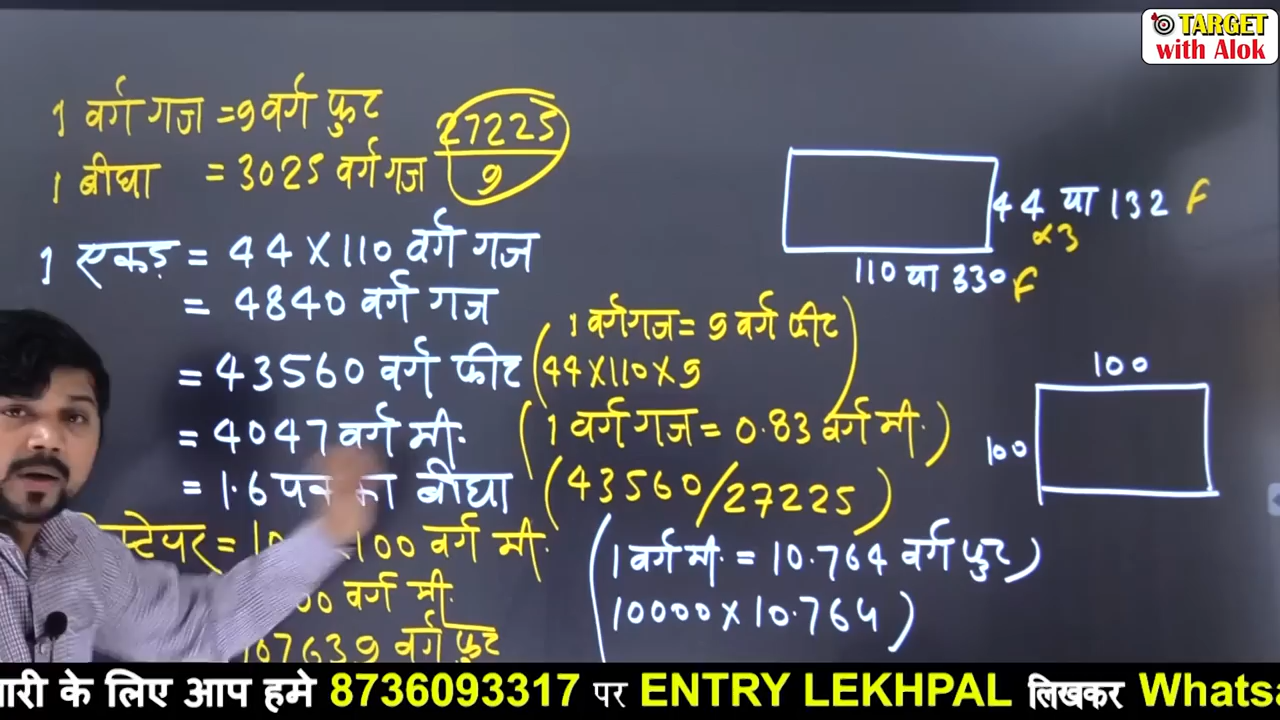 TARGET
with Alok
1 वर्ग गज = 9 वर्ग फुट
1 बीघा = 3025 वर्ग गज
27225
9
1 एकड़ = 44 X 110 वर्ग गज
= 4840 वर्ग गज
= 43560 वर्ग फीट (44 X 110 X 9
(1 वर्ग गज = 9 वर्ग फीट)
= 4047 वर्ग मी. (1 वर्ग गज = 0.83 वर्ग मी.)
= 1.6 पक्का बीघा (43560/27225)
100 वर्ग मी.
वर्ग मी.
107639 वर्ग फुट
(1 वर्ग मी. = 10.764 वर्ग फुट)
10000 X 10.764)
44 या 132 F
x3
110 या 330 F
100
100
के लिए आप हमे 8736093317 पर ENTRY LEKHPAL लिखकर